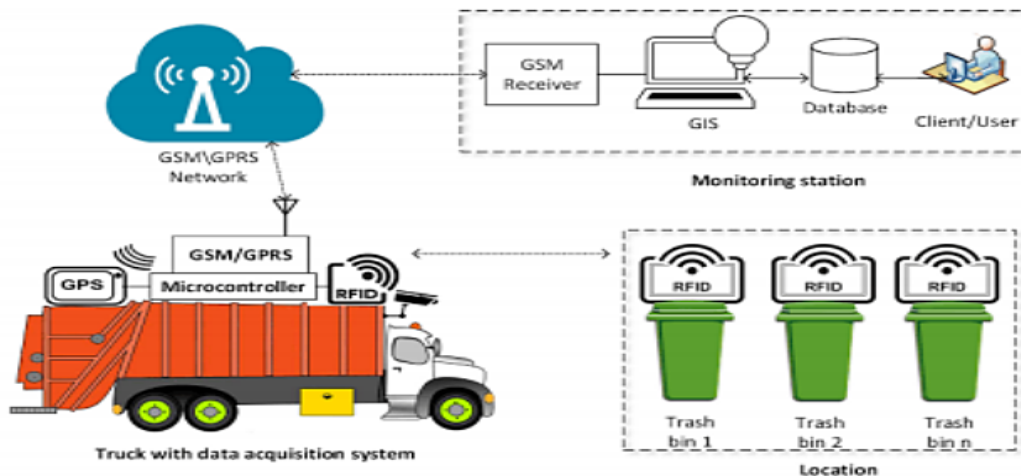 GSM
Receiver
GIS
Database
Client/User
Monitoring station
GSM\GPRS
Network
GSM/GPRS
GPS
Microcontroller
RFID
Truck with data acquisition system
RFID
RFID
RFID
Trash
bin 1
Trash
bin 2
Trash
bin n
Location